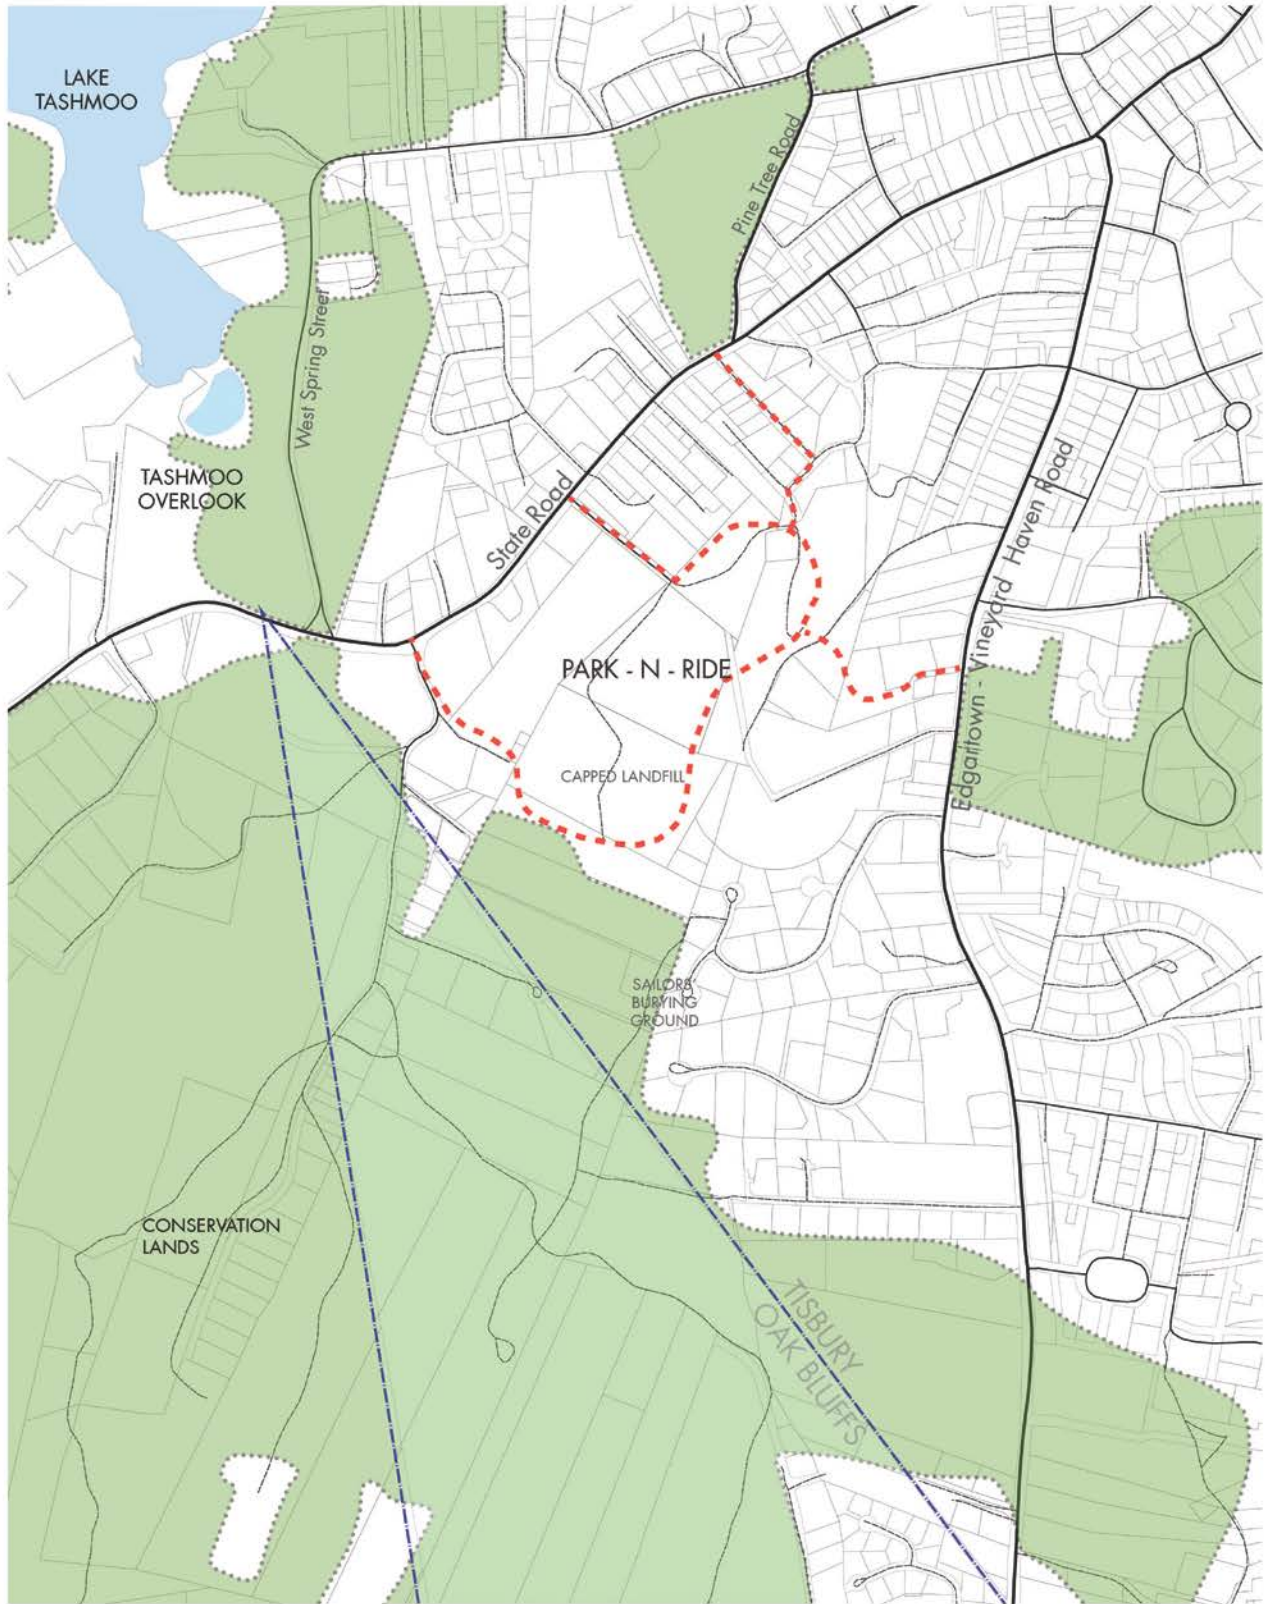 LAKE
TASHMOO
Pine Tree Road
West Spring Street
TASHMOO
OVERLOOK
State Road
Edgartown - Vineyard Haven Road
PARK - N - RIDE
CAPPED LANDFILL
SAILORS'
BURYING
GROUND
CONSERVATION
LANDS
TISBURY
OAK BLUFFS